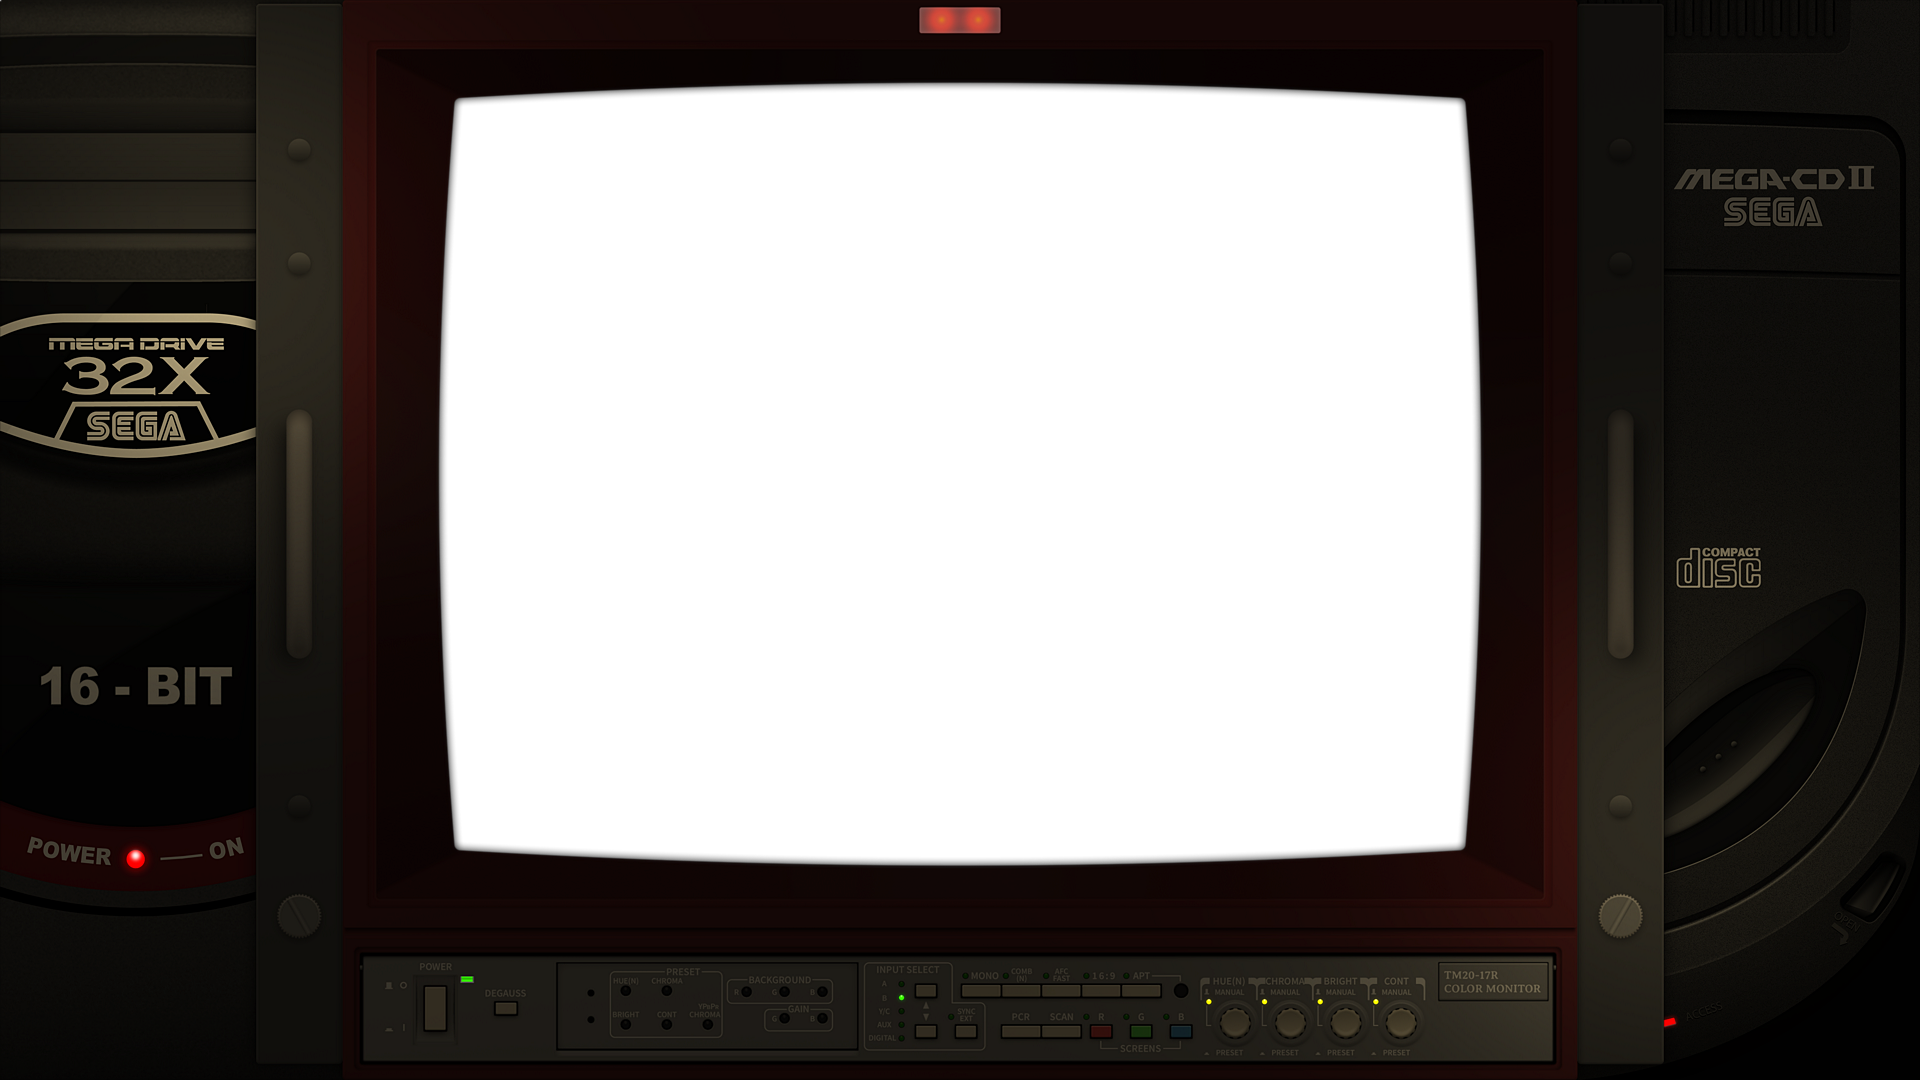 MEGA DRIVE
32X
SEGA
16 - BIT
POWER
ON
MEGA-CD II
SEGA
COMPACT
disc
ACCESS
POWER
DEGAUSS
PRESET
HUE(N)
CHROMA
BRIGHT
CONT
YPbPr
CHROMA
BACKGROUND
R
G
B
GAIN
G
B
INPUT SELECT
A
B
Y/C
AUX
DIGITAL
SYNC
EXT
MONO
COMB
(N)
AFC
FAST
16:9
APT
PCR
SCAN
R
G
B
SCREENS
HUE(N)
CHROMA
BRIGHT
CONT
MANUAL
MANUAL
MANUAL
MANUAL
PRESET
PRESET
PRESET
PRESET
TM20-17R
COLOR MONITOR